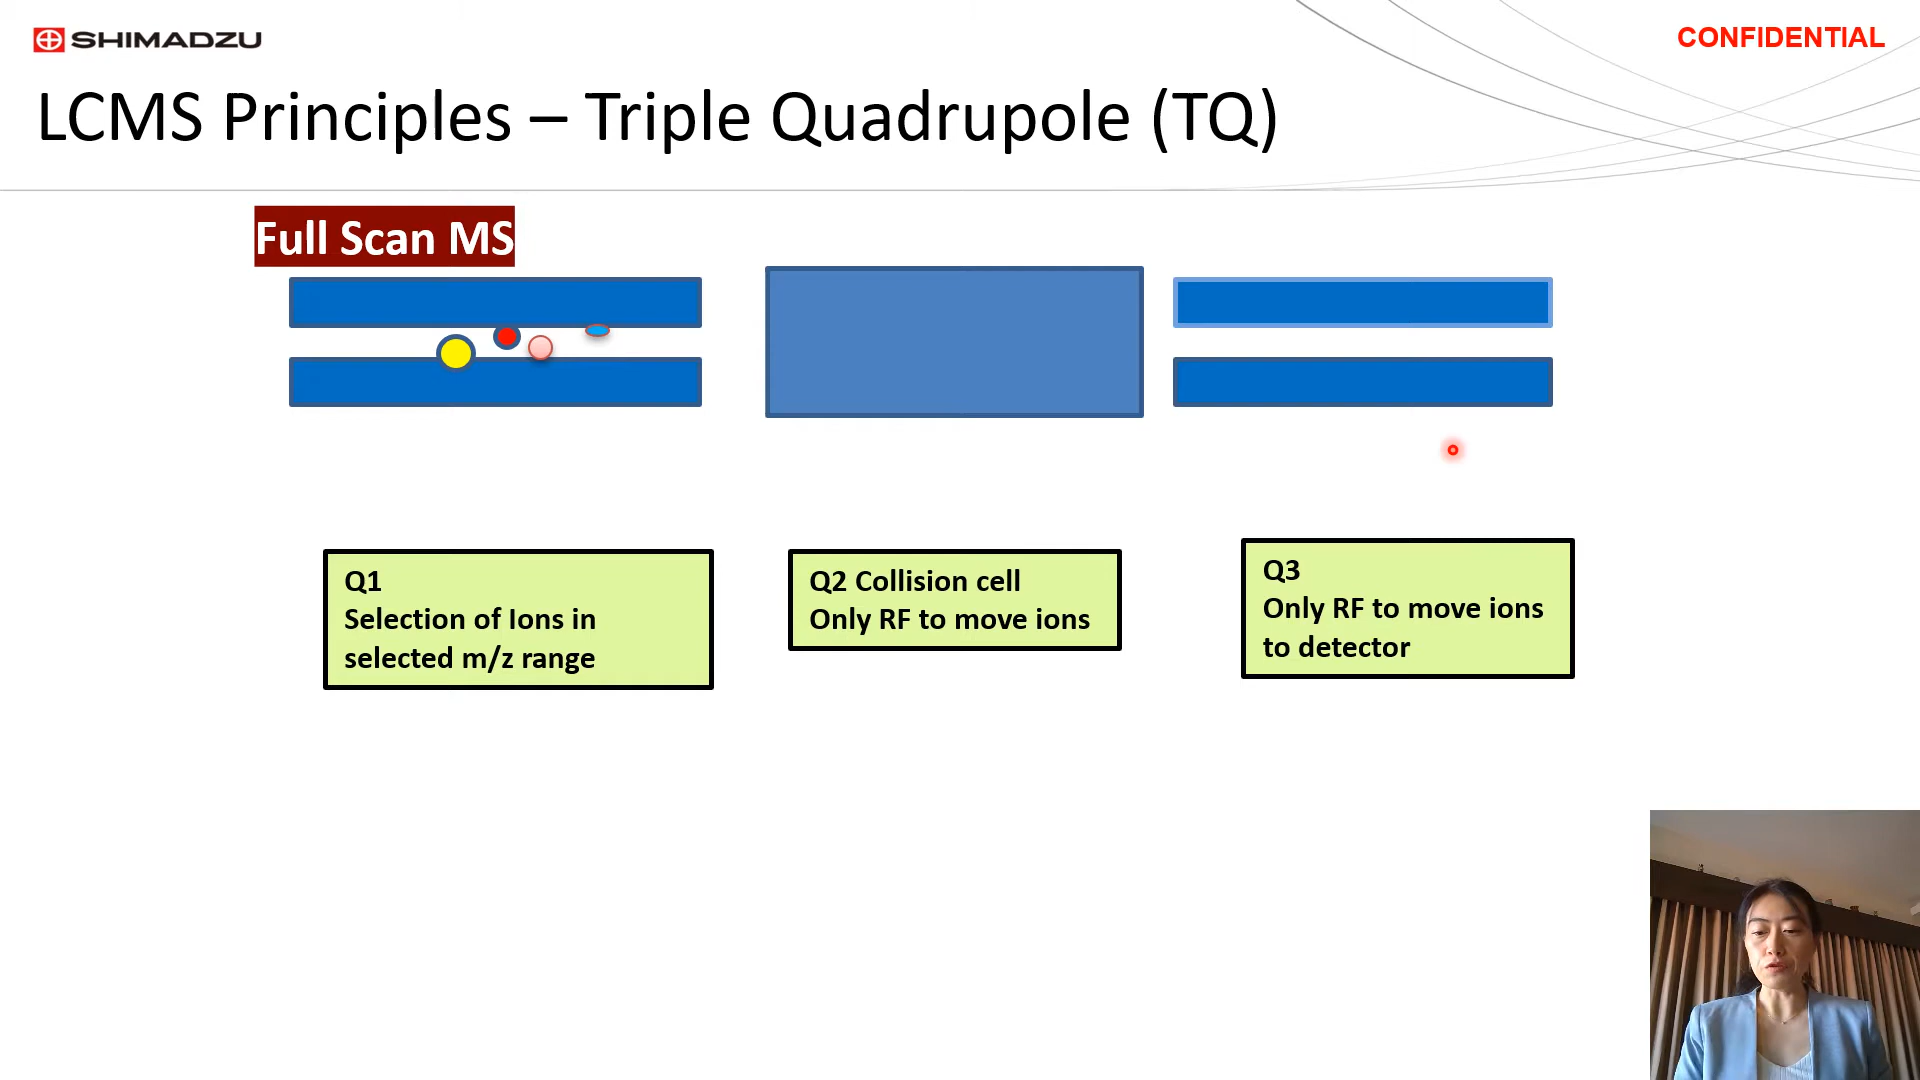 SHIMADZU
CONFIDENTIAL
LCMS Principles – Triple Quadrupole (TQ)
Full Scan MS
Q1
Selection of Ions in
selected m/z range
Q2 Collision cell
Only RF to move ions
Q3
Only RF to move ions
to detector